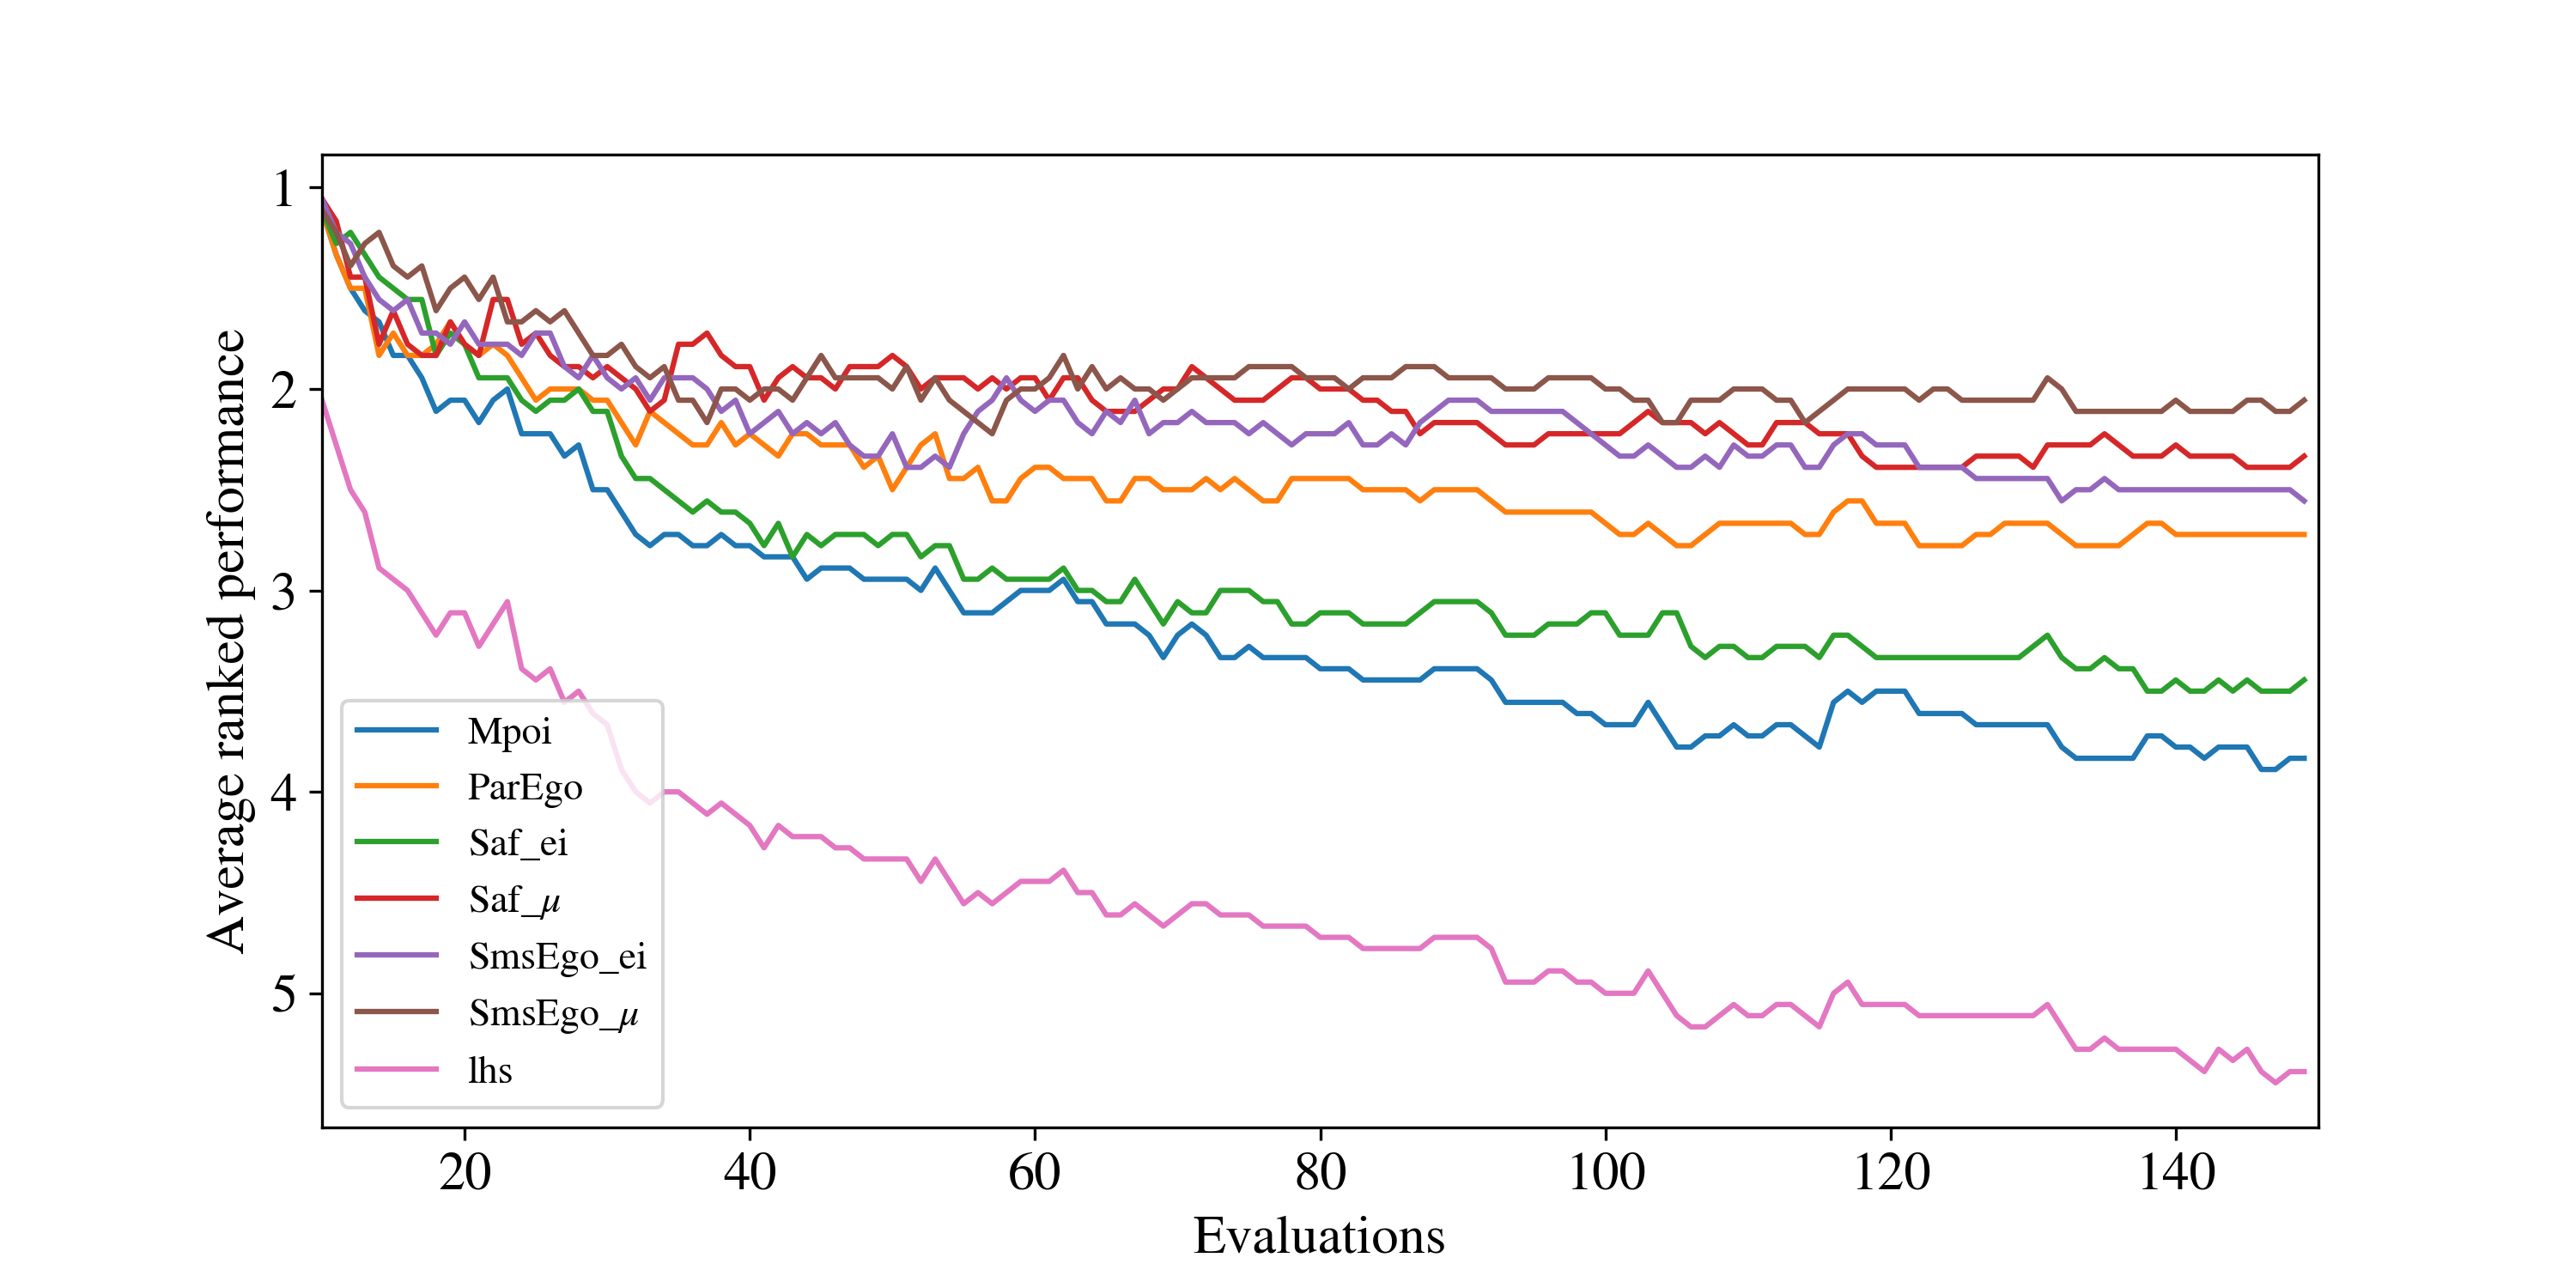 Average ranked performance
1
2
3
4
5
Mpoi
ParEgo
Saf_ei
Saf_μ
SmsEgo_ei
SmsEgo_μ
lhs
20 40 60 80 100 120 140
Evaluations